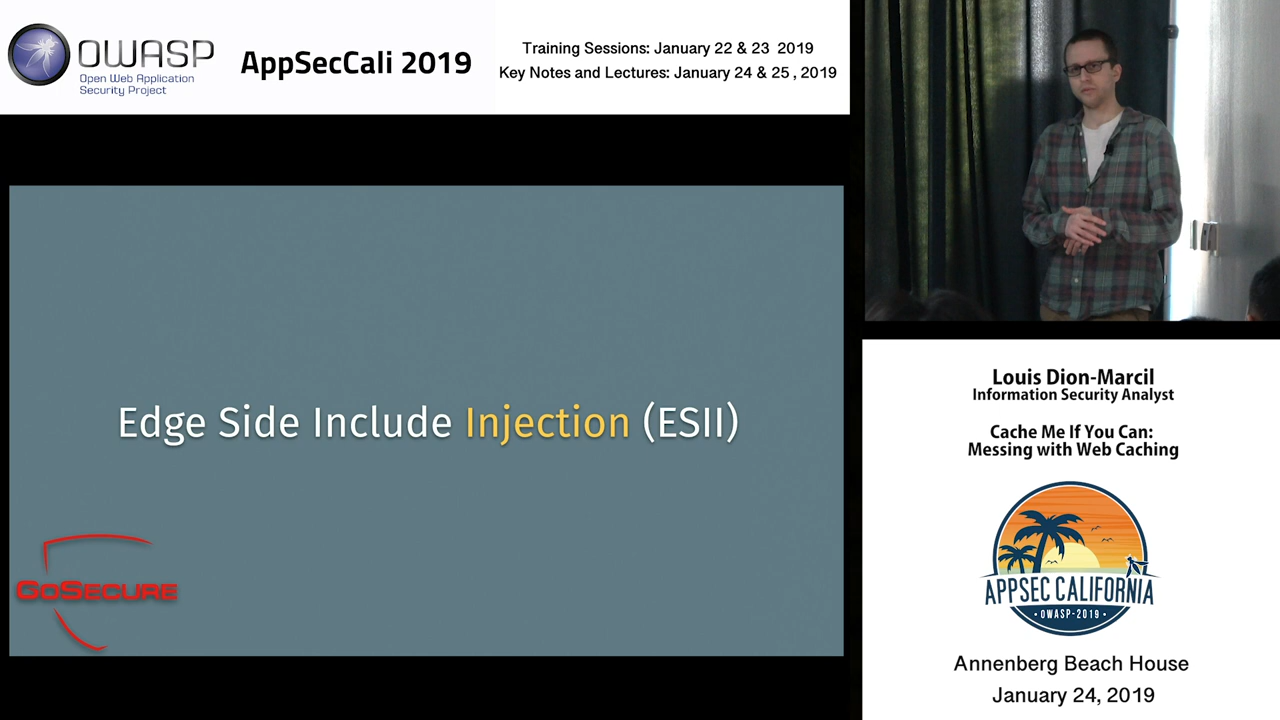 OWASP
Open Web Application
Security Project
AppSecCali 2019
Training Sessions: January 22 & 23 2019
Key Notes and Lectures: January 24 & 25 , 2019
Edge Side Include Injection (ESII)
GoSecure
Louis Dion-Marcil
Information Security Analyst
Cache Me If You Can:
Messing with Web Caching
APPSEC CALIFORNIA
• OWASP-2019 •
Annenberg Beach House
January 24, 2019